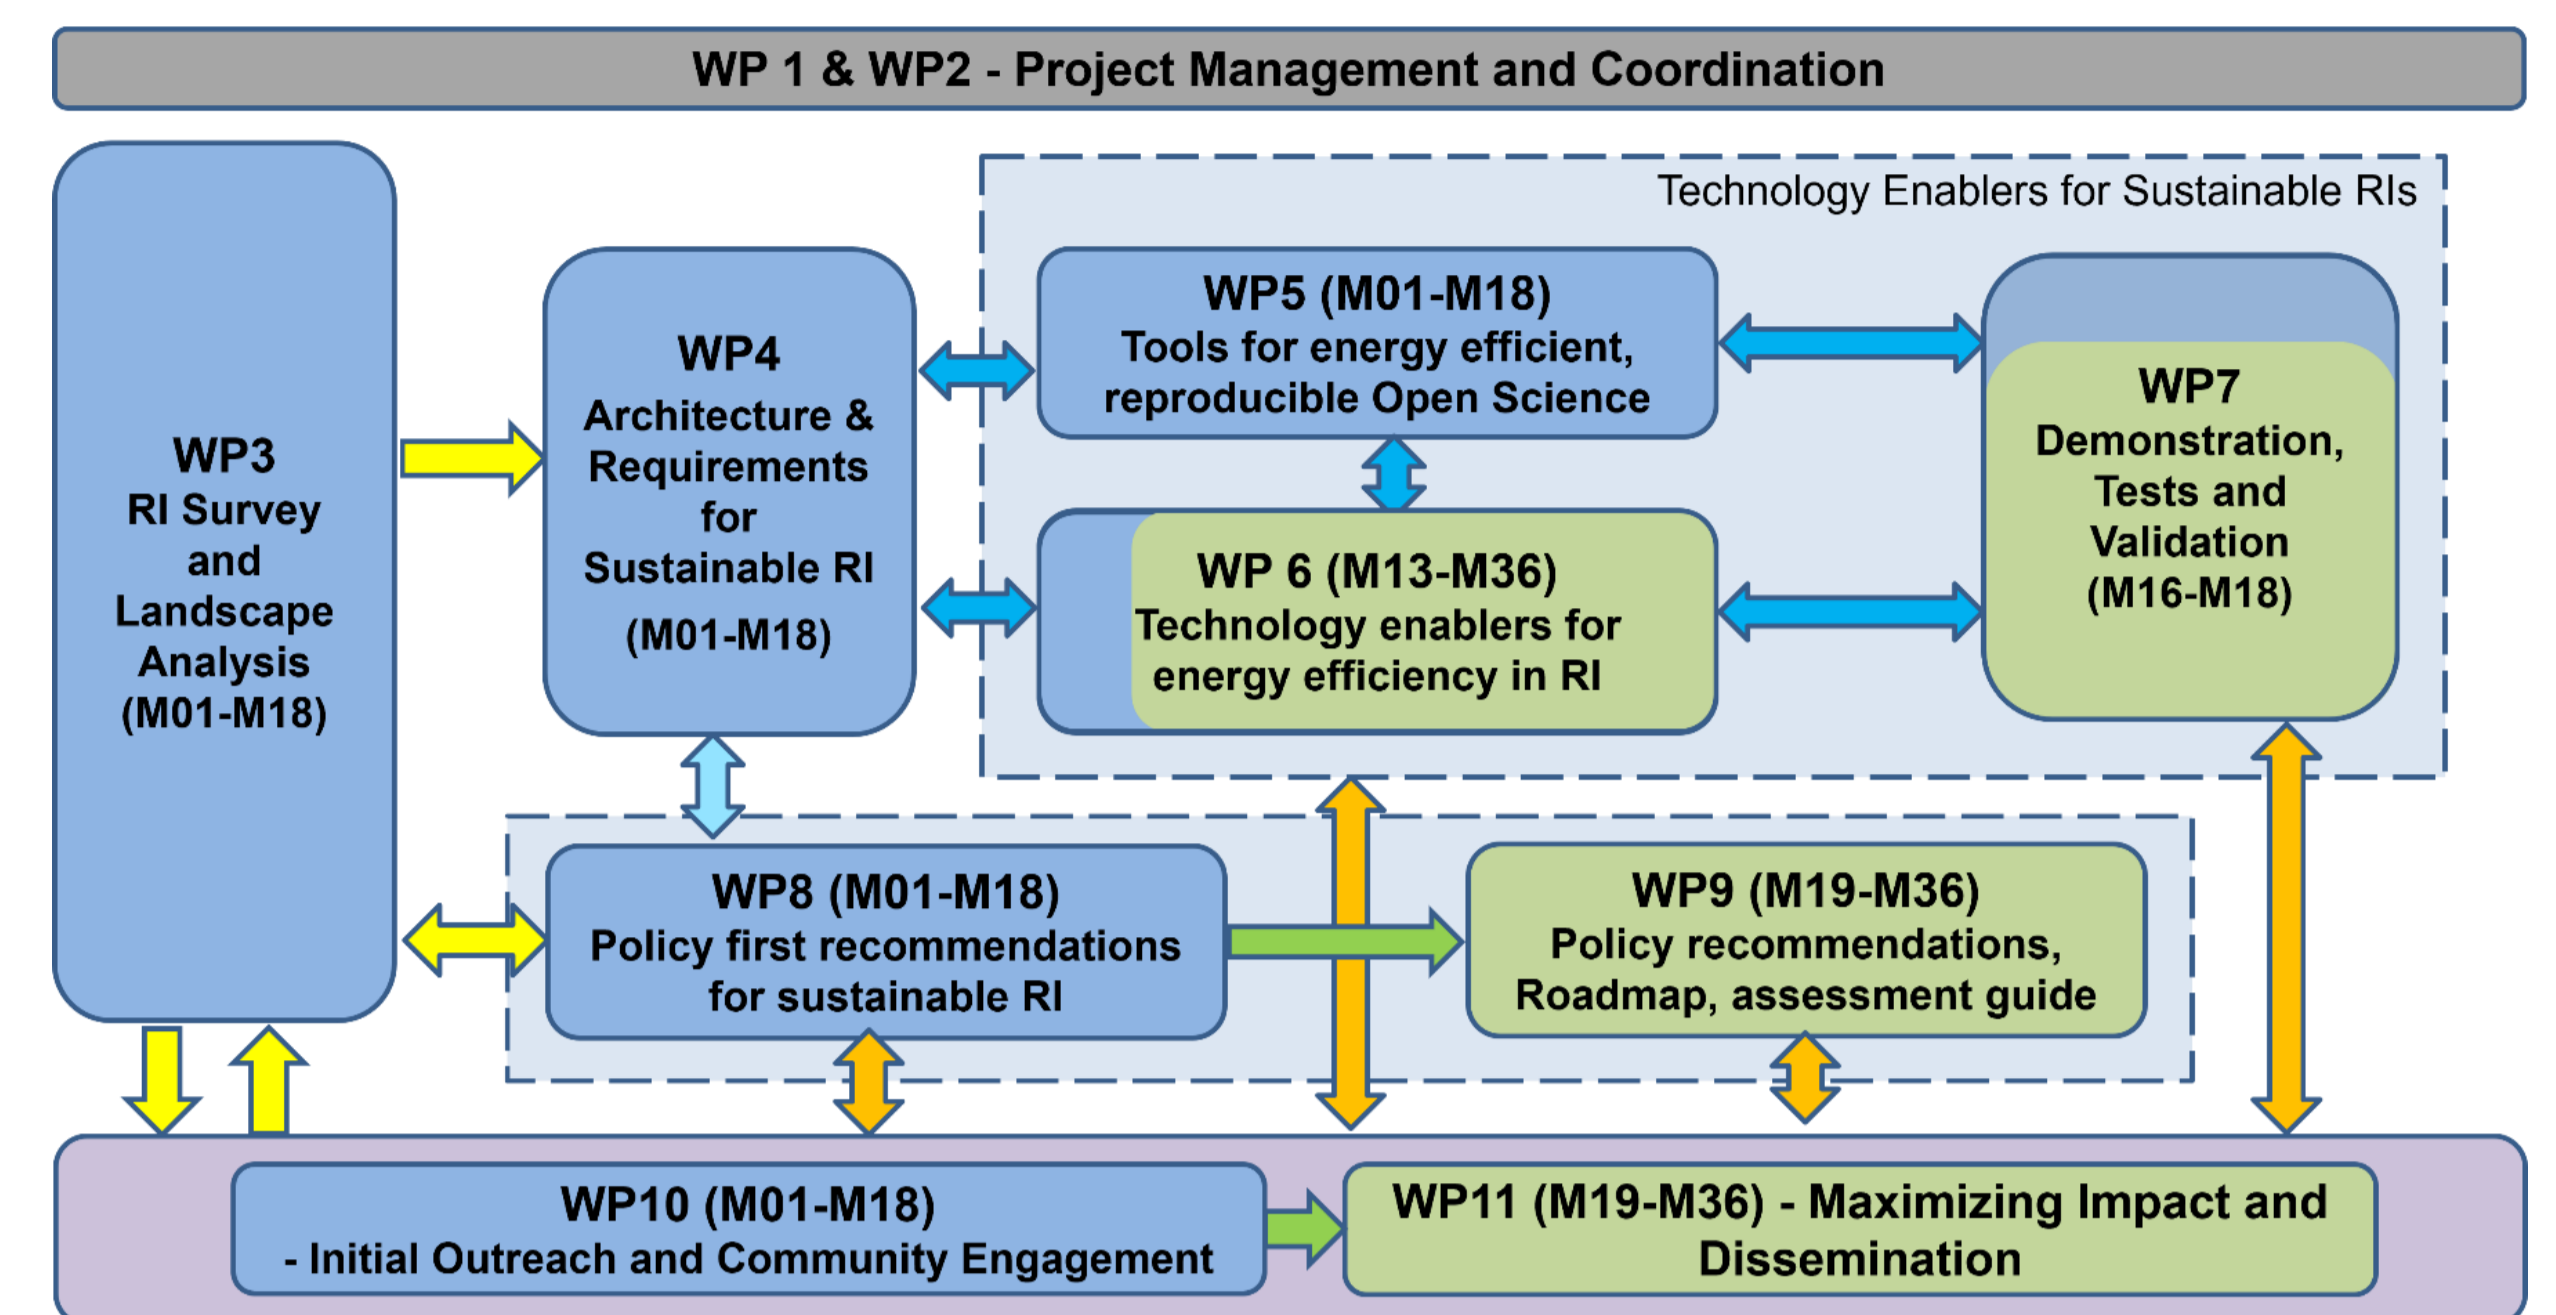 WP 1 & WP2 - Project Management and Coordination
Technology Enablers for Sustainable RIs
WP3
RI Survey
and
Landscape
Analysis
(M01-M18)
WP4
Architecture &
Requirements
for
Sustainable RI
(M01-M18)
WP5 (M01-M18)
Tools for energy efficient,
reproducible Open Science
WP 6 (M13-M36)
Technology enablers for
energy efficiency in RI
WP7
Demonstration,
Tests and
Validation
(M16-M18)
WP8 (M01-M18)
Policy first recommendations
for sustainable RI
WP9 (M19-M36)
Policy recommendations,
Roadmap, assessment guide
WP10 (M01-M18)
- Initial Outreach and Community Engagement
WP11 (M19-M36) - Maximizing Impact and
Dissemination